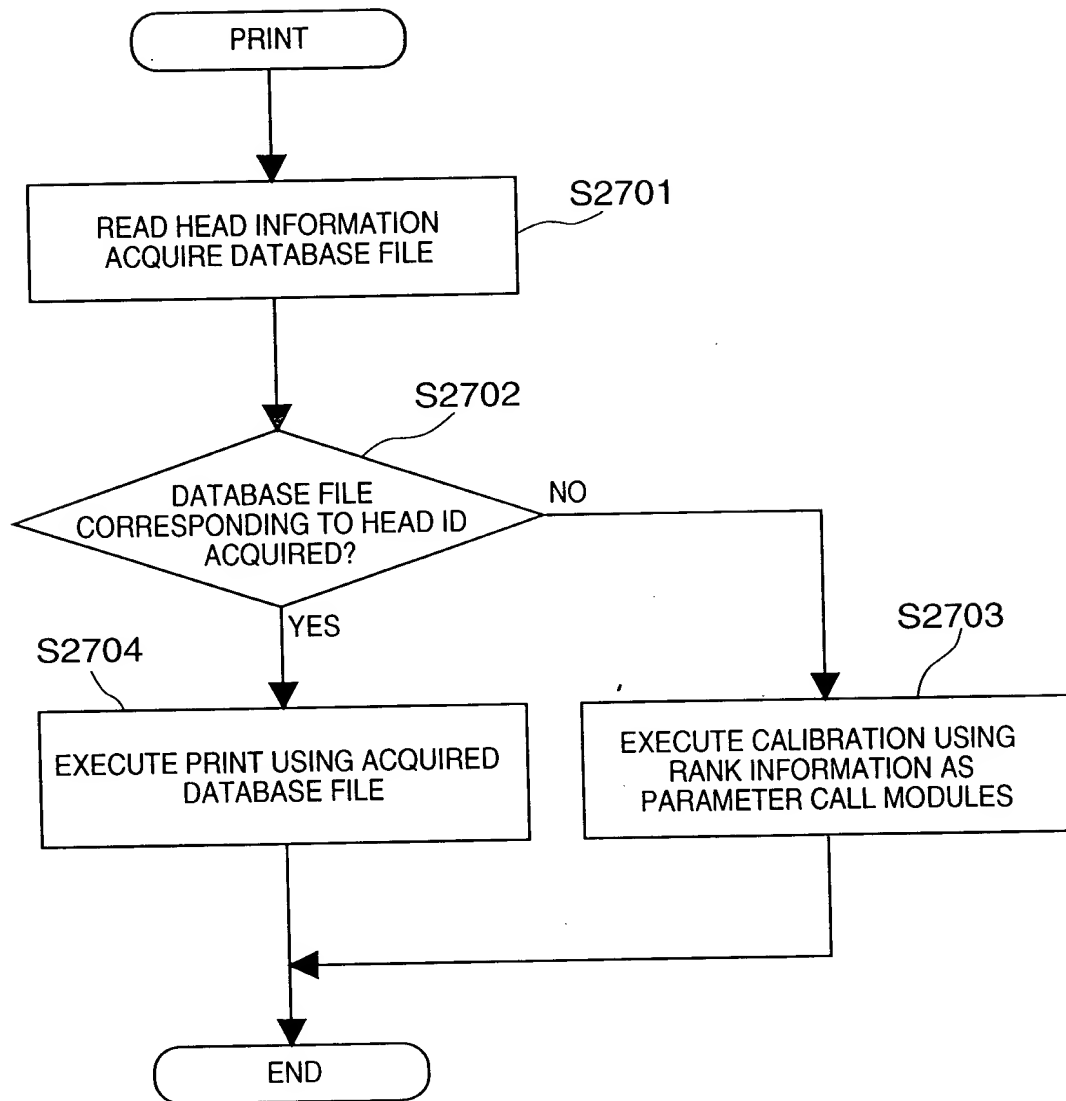 PRINT
S2701
READ HEAD INFORMATION
ACQUIRE DATABASE FILE
S2702
DATABASE FILE
CORRESPONDING TO HEAD ID
ACQUIRED?
NO
YES
S2704
S2703
EXECUTE PRINT USING ACQUIRED
DATABASE FILE
EXECUTE CALIBRATION USING
RANK INFORMATION AS
PARAMETER CALL MODULES
END